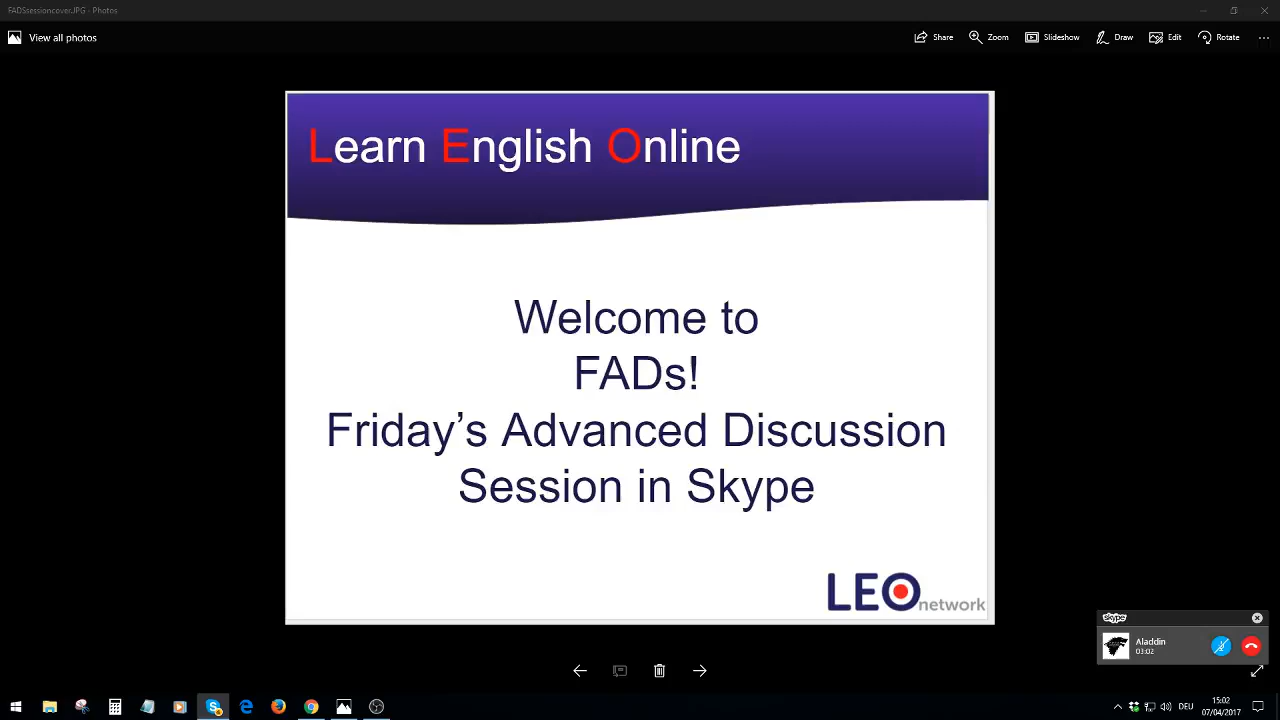 FADSsessioncover.JPG - Photos
View all photos
Share
Zoom
Slideshow
Draw
Edit
Rotate
Learn English Online
Welcome to
FADs!
Friday’s Advanced Discussion
Session in Skype
LEO network
skype
Aladdin
03:02
DEU
15:02
07/04/2017